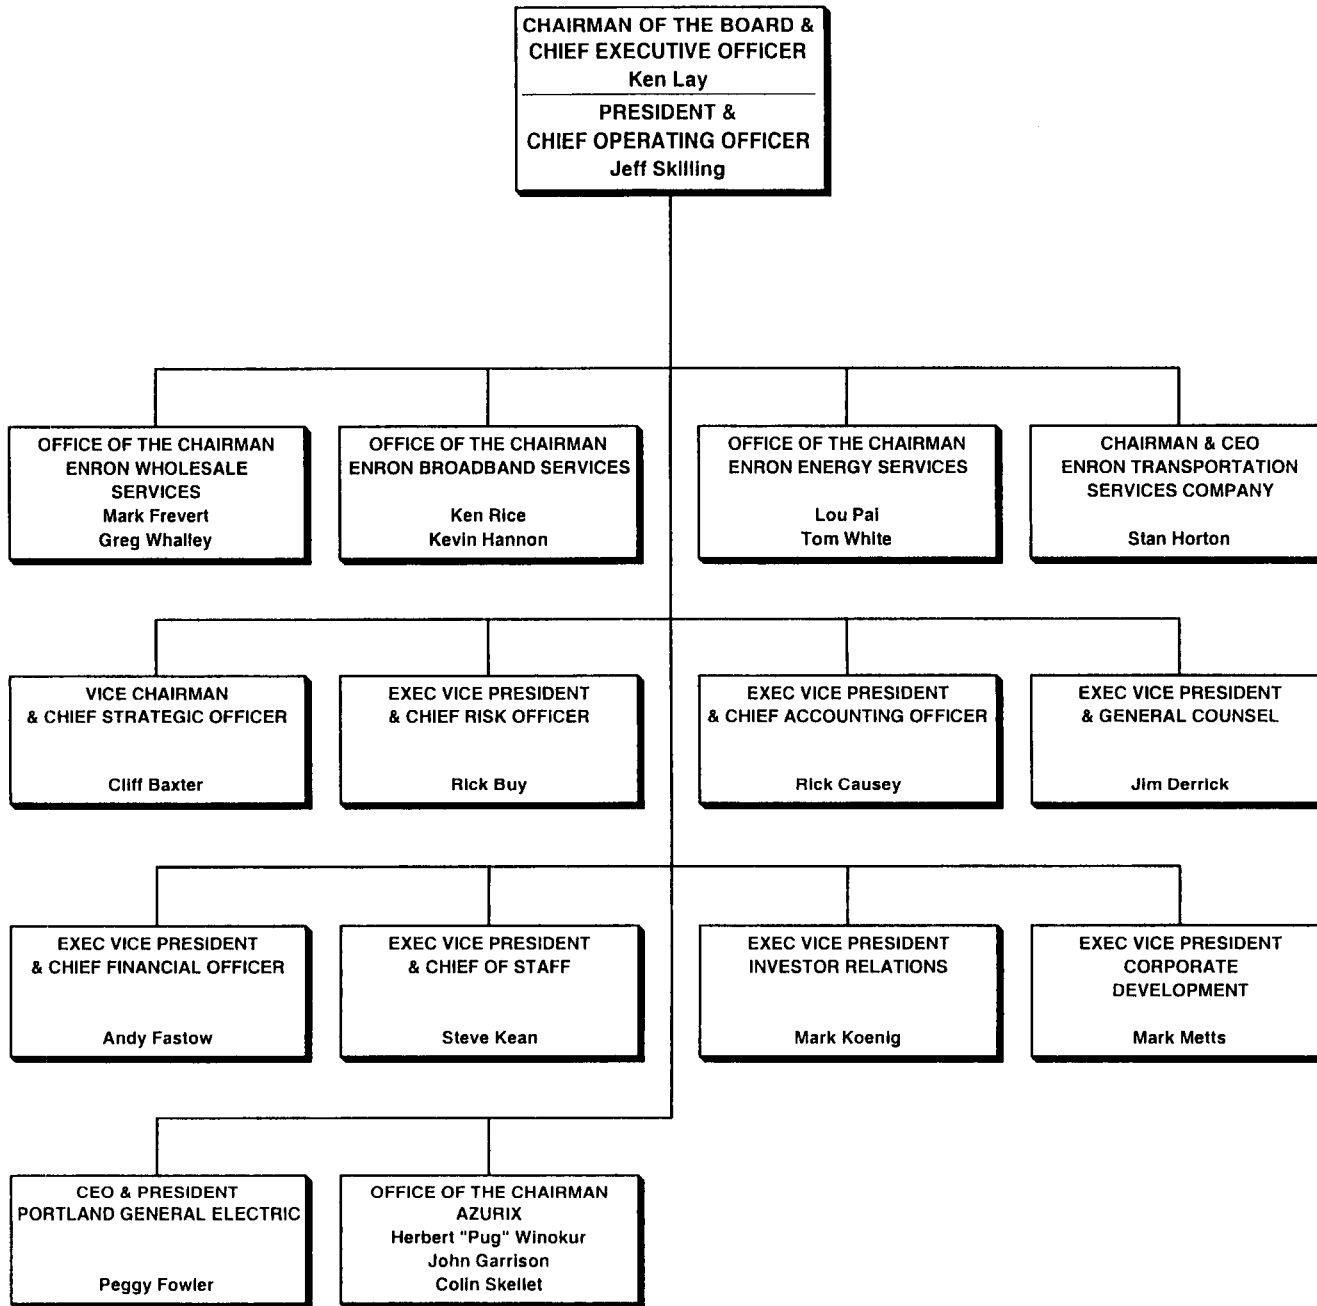 CHAIRMAN OF THE BOARD &
CHIEF EXECUTIVE OFFICER
Ken Lay
PRESIDENT &
CHIEF OPERATING OFFICER
Jeff Skilling
OFFICE OF THE CHAIRMAN
ENRON WHOLESALE
SERVICES
Mark Frevert
Greg Whalley
OFFICE OF THE CHAIRMAN
ENRON BROADBAND SERVICES
Ken Rice
Kevin Hannon
OFFICE OF THE CHAIRMAN
ENRON ENERGY SERVICES
Lou Pai
Tom White
CHAIRMAN & CEO
ENRON TRANSPORTATION
SERVICES COMPANY
Stan Horton
VICE CHAIRMAN
& CHIEF STRATEGIC OFFICER
Cliff Baxter
EXEC VICE PRESIDENT
& CHIEF RISK OFFICER
Rick Buy
EXEC VICE PRESIDENT
& CHIEF ACCOUNTING OFFICER
Rick Causey
EXEC VICE PRESIDENT
& GENERAL COUNSEL
Jim Derrick
EXEC VICE PRESIDENT
& CHIEF FINANCIAL OFFICER
Andy Fastow
EXEC VICE PRESIDENT
& CHIEF OF STAFF
Steve Kean
EXEC VICE PRESIDENT
INVESTOR RELATIONS
Mark Koenig
EXEC VICE PRESIDENT
CORPORATE
DEVELOPMENT
Mark Metts
CEO & PRESIDENT
PORTLAND GENERAL ELECTRIC
Peggy Fowler
OFFICE OF THE CHAIRMAN
AZURIX
Herbert "Pug" Winokur
John Garrison
Colin Skellet